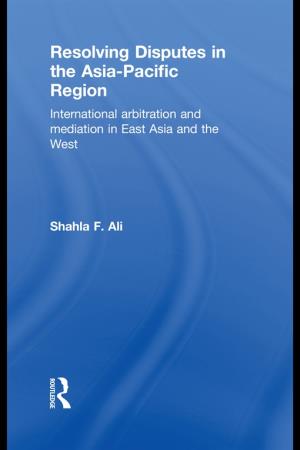 Resolving Disputes in
the Asia-Pacific
Region
International arbitration and
mediation in East Asia and the
West
Shahla F. Ali
ROUTLEDGE